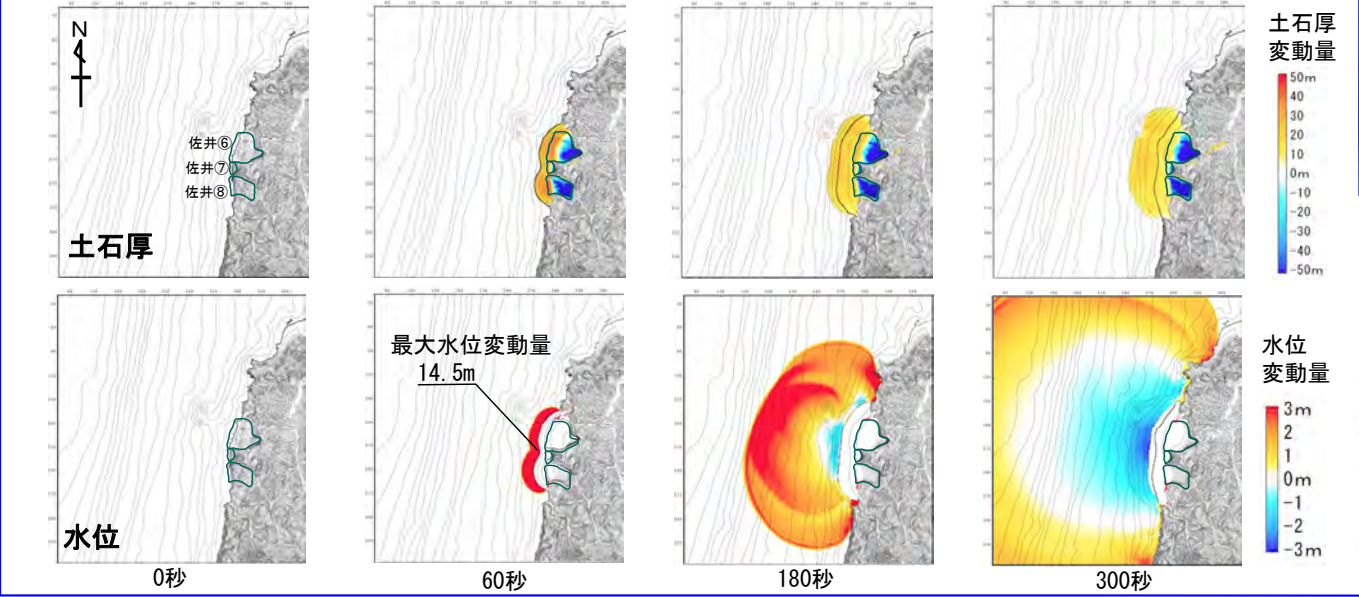 N
佐井⑥
佐井⑦
佐井⑧
土石厚
土石厚
変動量
50m
40
30
20
10
0m
-10
-20
-30
-40
-50m
最大水位変動量
14.5m
水位
水位
変動量
3m
2
1
0m
-1
-2
-3m
0秒
60秒
180秒
300秒